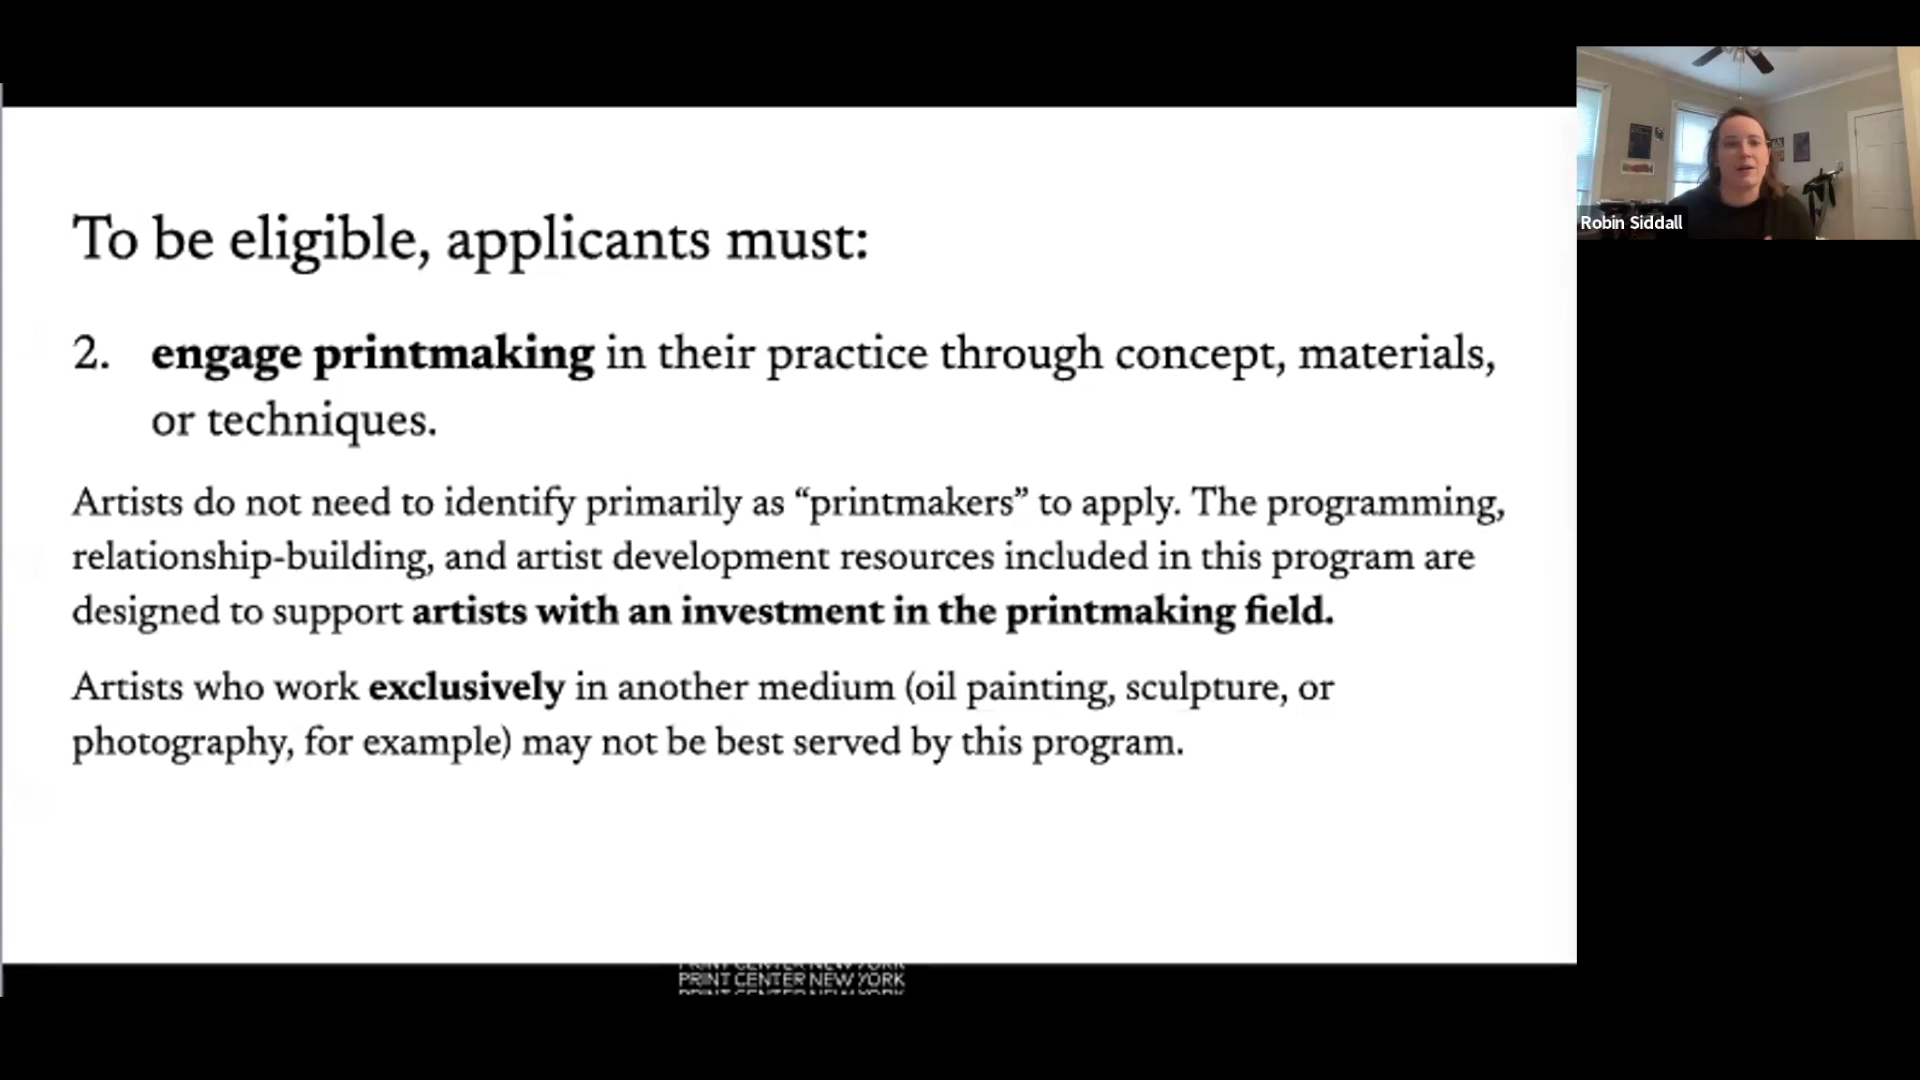 To be eligible, applicants must:
2. engage printmaking in their practice through concept, materials,
or techniques.
Artists do not need to identify primarily as “printmakers” to apply. The programming,
relationship-building, and artist development resources included in this program are
designed to support artists with an investment in the printmaking field.
Artists who work exclusively in another medium (oil painting, sculpture, or
photography, for example) may not be best served by this program.
Robin Siddall
PRINT CENTER NEW YORK
PRINT CENTER NEW YORK
PRINT CENTER NEW YORK